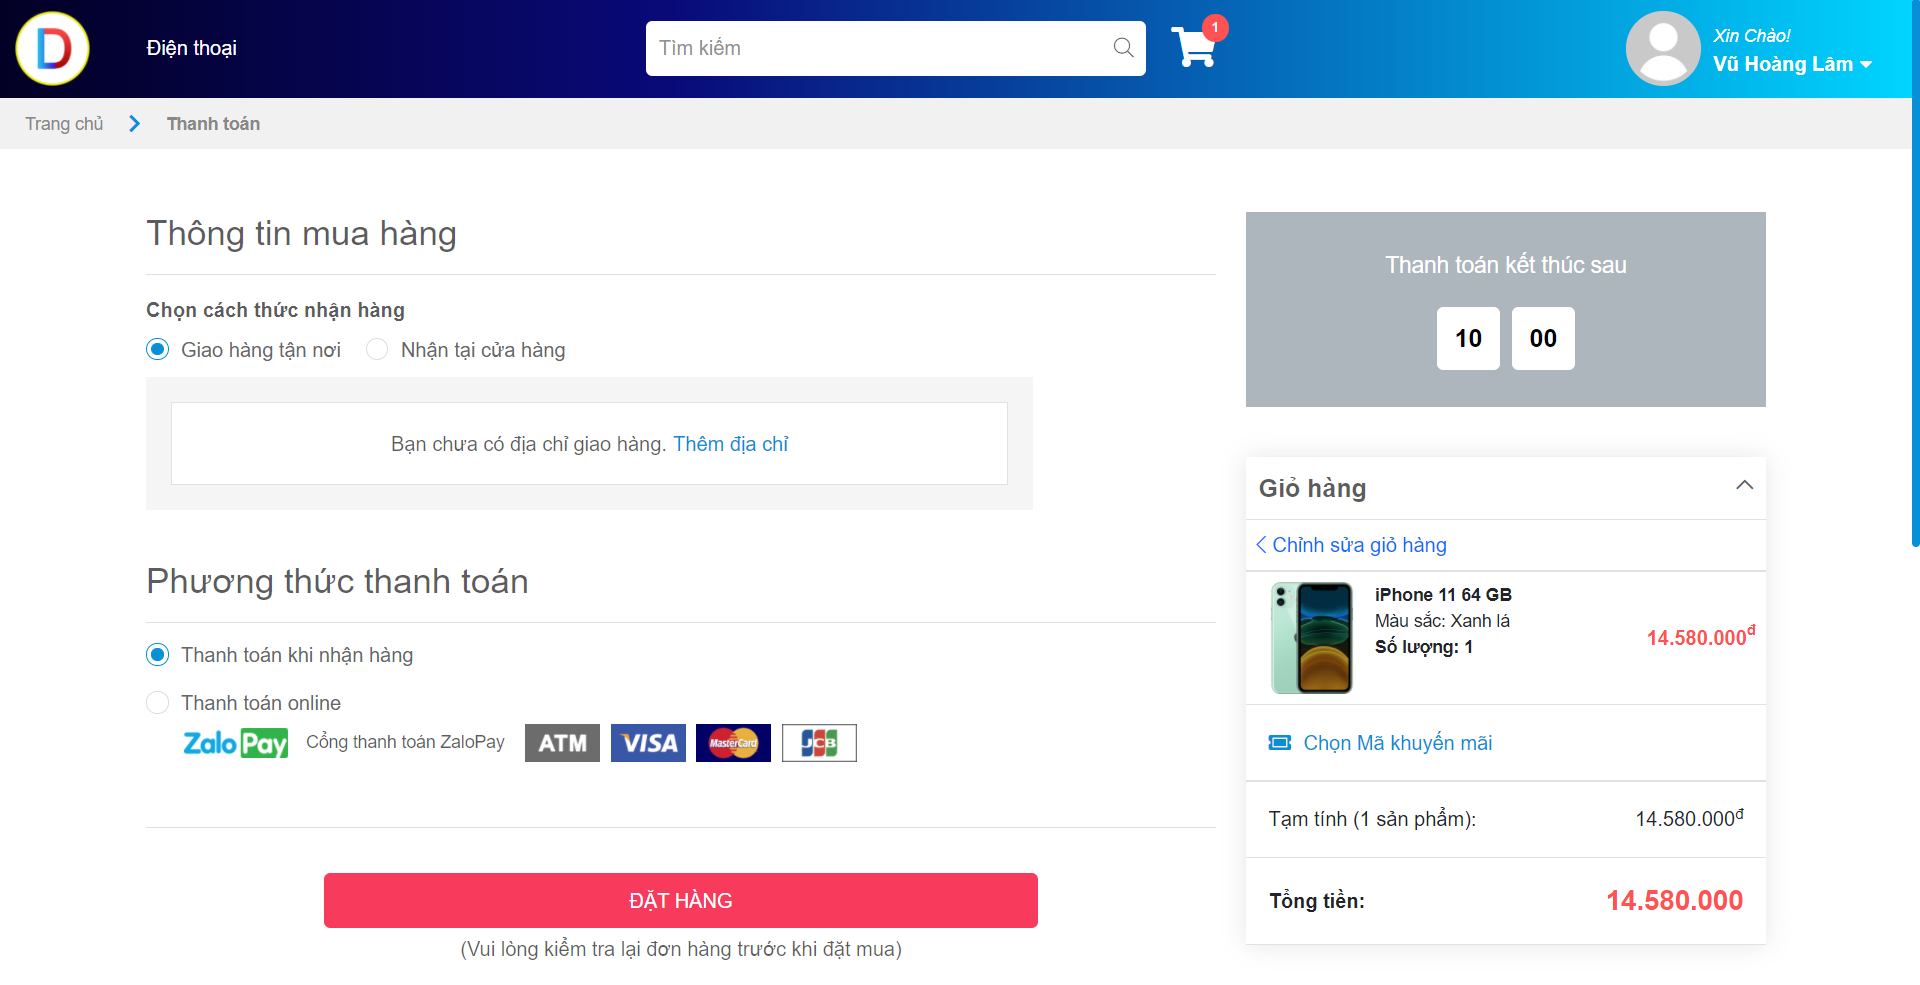 D
Điện thoại
Tìm kiếm
1
Xin Chào!
Vũ Hoàng Lâm
Trang chủ
Thanh toán
Thông tin mua hàng
Chọn cách thức nhận hàng
Giao hàng tận nơi
Nhận tại cửa hàng
Bạn chưa có địa chỉ giao hàng. Thêm địa chỉ
Phương thức thanh toán
Thanh toán khi nhận hàng
Thanh toán online
ZaloPay
Cổng thanh toán ZaloPay
ATM
VISA
MasterCard
JCB
ĐẶT HÀNG
(Vui lòng kiểm tra lại đơn hàng trước khi đặt mua)
Thanh toán kết thúc sau
10 00
Giỏ hàng
Chỉnh sửa giỏ hàng
iPhone 11 64 GB
Màu sắc: Xanh lá
Số lượng: 1
14.580.000đ
Chọn Mã khuyến mãi
Tạm tính (1 sản phẩm): 14.580.000đ
Tổng tiền: 14.580.000